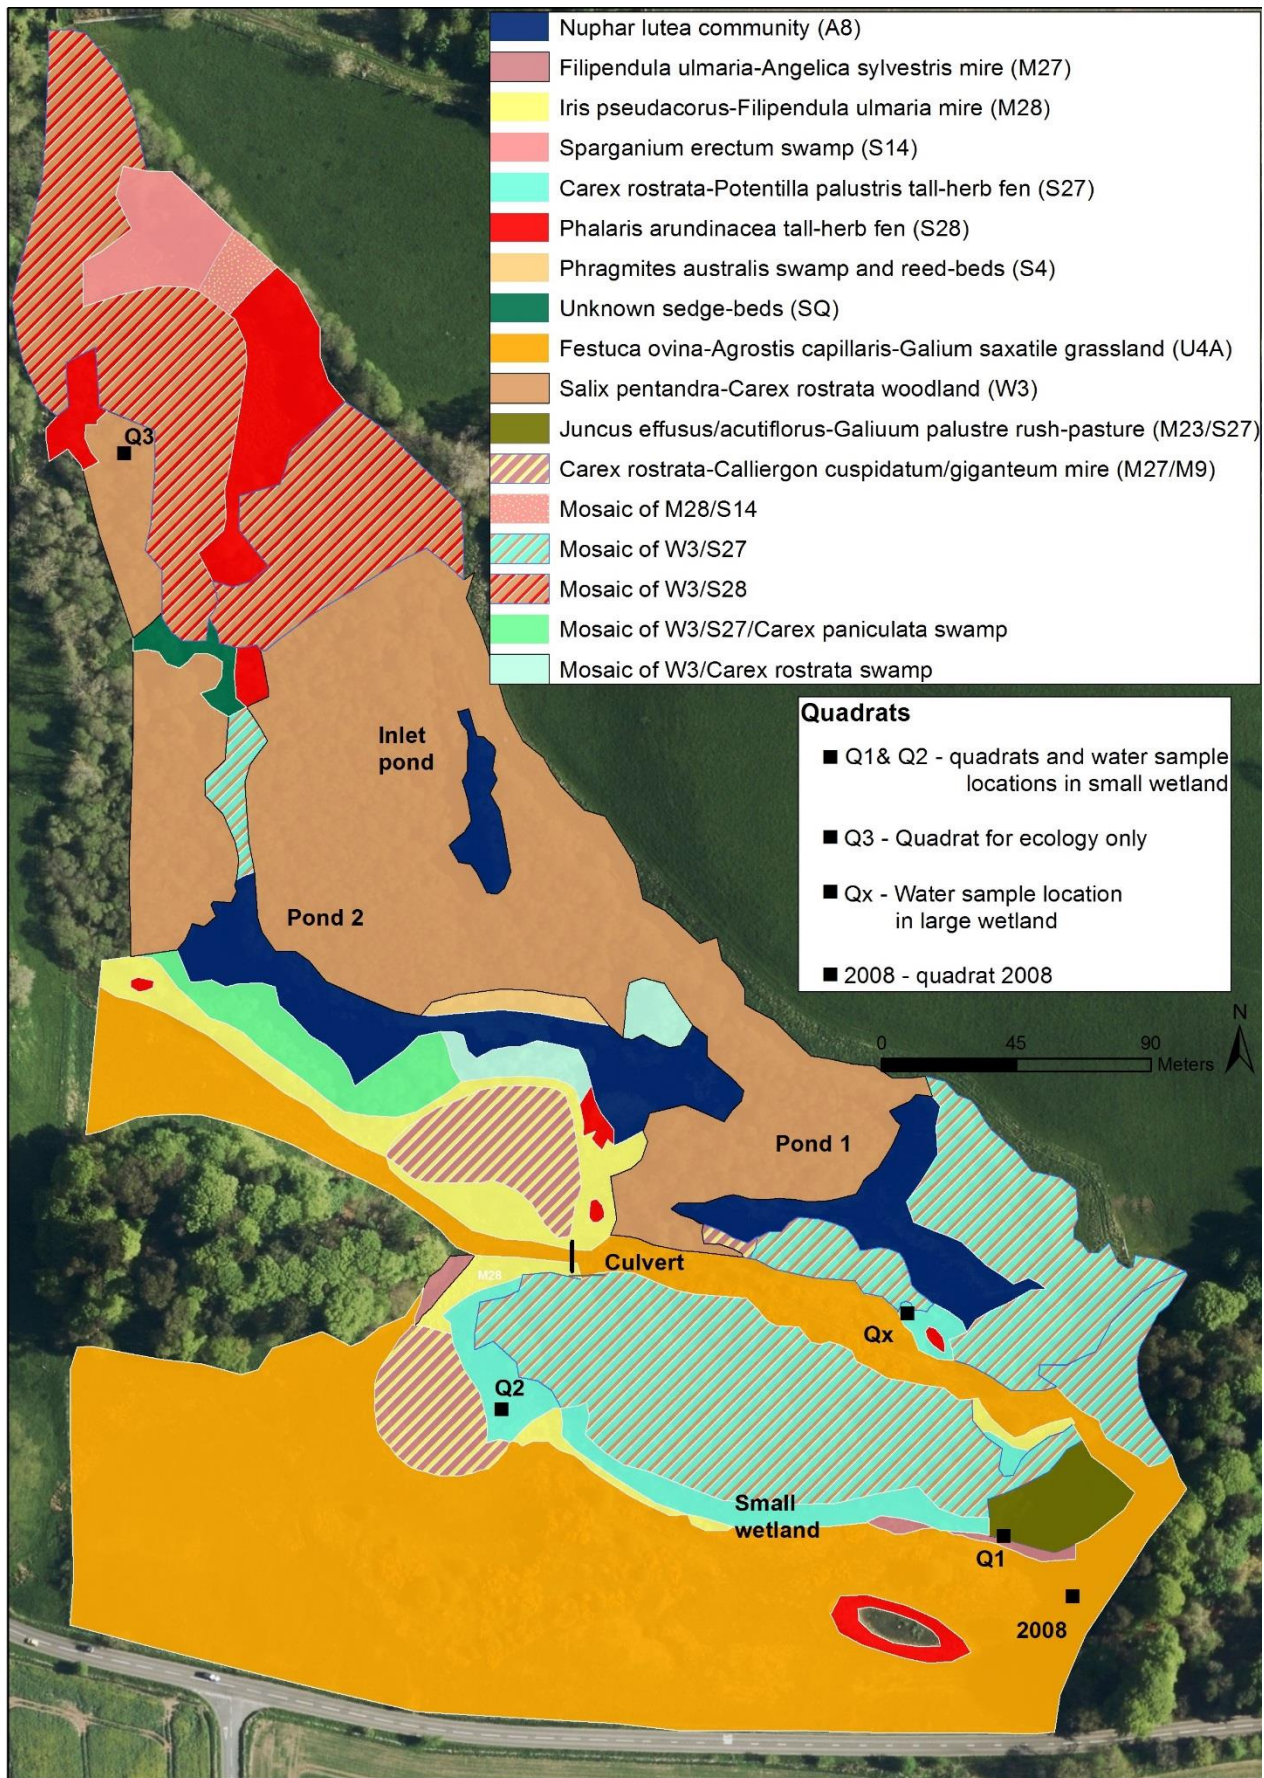 Nuphar lutea community (A8)
Filipendula ulmaria-Angelica sylvestris mire (M27)
Iris pseudacorus-Filipendula ulmaria mire (M28)
Sparganium erectum swamp (S14)
Carex rostrata-Potentilla palustris tall-herb fen (S27)
Phalaris arundinacea tall-herb fen (S28)
Phragmites australis swamp and reed-beds (S4)
Unknown sedge-beds (SQ)
Festuca ovina-Agrostis capillaris-Galium saxatile grassland (U4A)
Salix pentandra-Carex rostrata woodland (W3)
Juncus effusus/acutiflorus-Galiuum palustre rush-pasture (M23/S27)
Carex rostrata-Calliergon cuspidatum/giganteum mire (M27/M9)
Mosaic of M28/S14
Mosaic of W3/S27
Mosaic of W3/S28
Mosaic of W3/S27/Carex paniculata swamp
Mosaic of W3/Carex rostrata swamp
Quadrats
Q1& Q2 - quadrats and water sample
locations in small wetland
Q3 - Quadrat for ecology only
Qx - Water sample location
in large wetland
2008 - quadrat 2008
N
0 45 90
Meters
Q3
Inlet
pond
Pond 2
Pond 1
Culvert
M28
Qx
Q2
Small
wetland
Q1
2008